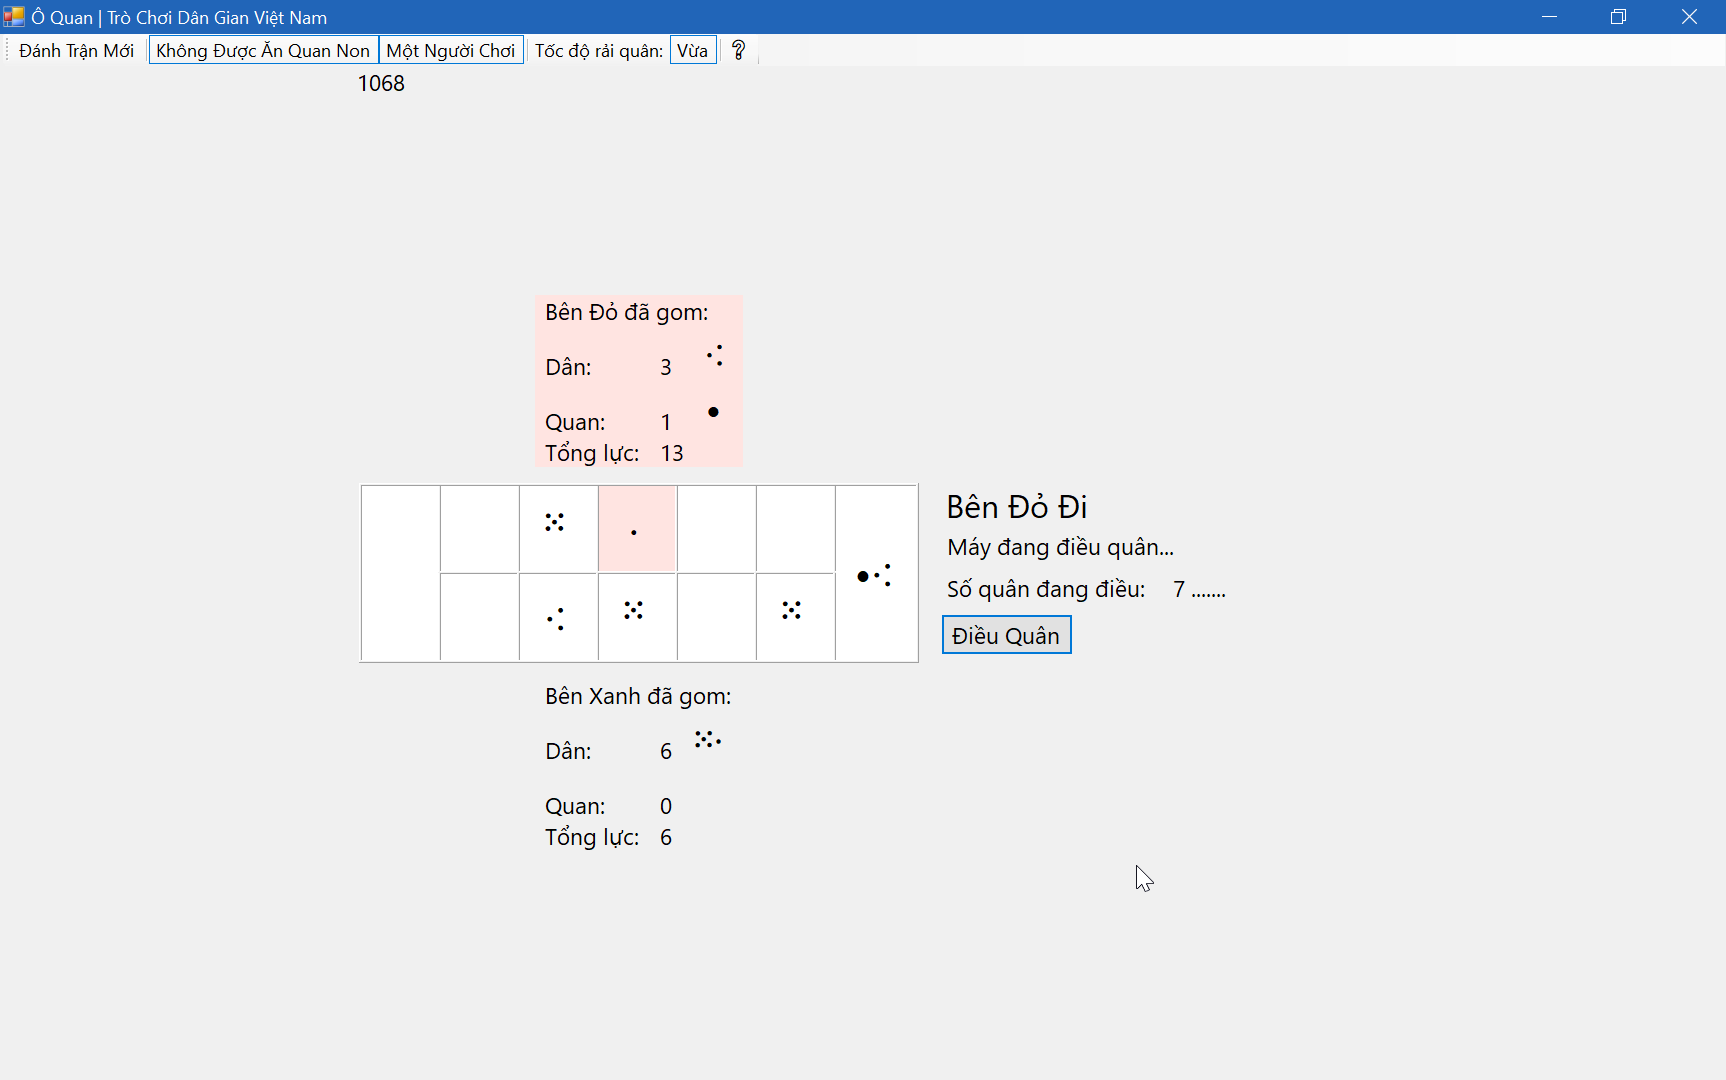 Ô Quan | Trò Chơi Dân Gian Việt Nam
Đánh Trận Mới Không Được Ăn Quan Non Một Người Chơi Tốc độ rải quân: Vừa ?
1068
Bên Đỏ đã gom:
Dân: 3
Quan: 1
Tổng lực: 13
Bên Đỏ Đi
Máy đang điều quân...
Số quân đang điều: 7 .......
Điều Quân
Bên Xanh đã gom:
Dân: 6
Quan: 0
Tổng lực: 6